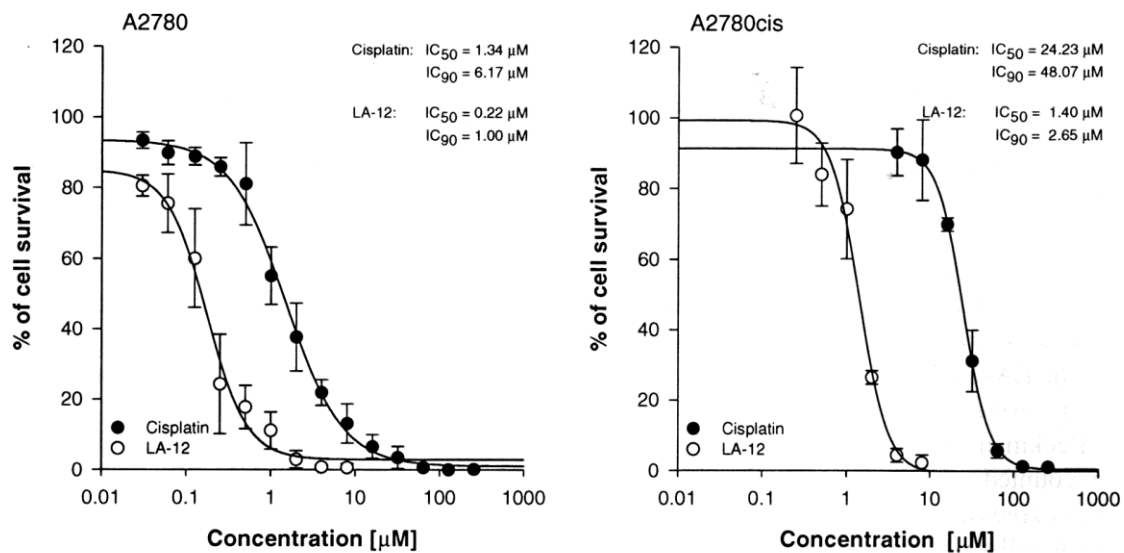 A2780
120
100
80
60
40
20
0
% of cell survival
Cisplatin: IC50 = 1.34 µM
IC90 = 6.17 µM
LA-12: IC50 = 0.22 µM
IC90 = 1.00 µM
Cisplatin
LA-12
0.01 0.1 1 10 100 1000
Concentration [µM]
A2780cis
120
100
80
60
40
20
0
% of cell survival
Cisplatin: IC50 = 24.23 µM
IC90 = 48.07 µM
LA-12: IC50 = 1.40 µM
IC90 = 2.65 µM
Cisplatin
LA-12
0.01 0.1 1 10 100 1000
Concentration [µM]